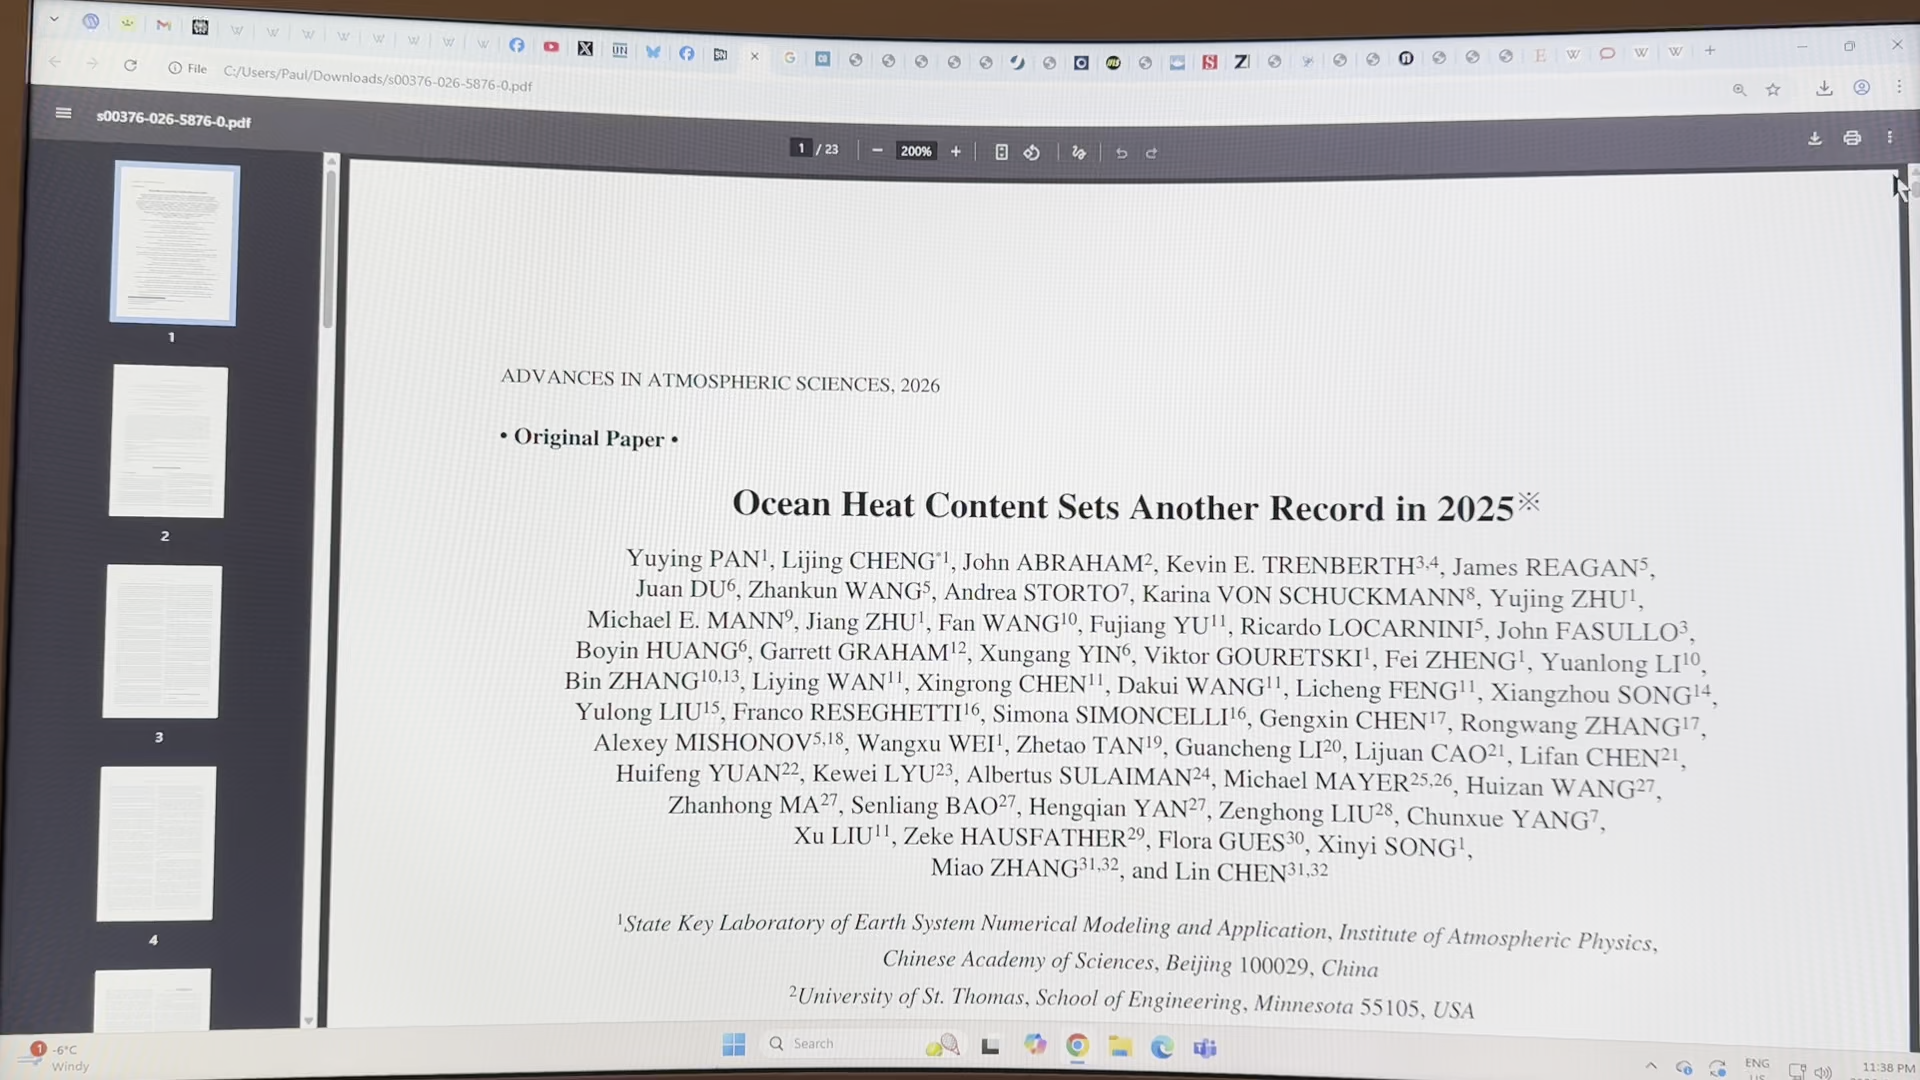 File C:/Users/Paul/Downloads/s00376-026-5876-0.pdf
s00376-026-5876-0.pdf
1 / 23
200%
1
2
3
4
ADVANCES IN ATMOSPHERIC SCIENCES, 2026
• Original Paper •
Ocean Heat Content Sets Another Record in 2025※
Yuying PAN1, Lijing CHENG*1, John ABRAHAM2, Kevin E. TRENBERTH3,4, James REAGAN5,
Juan DU6, Zhankun WANG5, Andrea STORTO7, Karina VON SCHUCKMANN8, Yujing ZHU1,
Michael E. MANN9, Jiang ZHU1, Fan WANG10, Fujiang YU11, Ricardo LOCARNINI5, John FASULLO3,
Boyin HUANG6, Garrett GRAHAM12, Xungang YIN6, Viktor GOURETSKI1, Fei ZHENG1, Yuanlong LI10,
Bin ZHANG10,13, Liying WAN11, Xingrong CHEN11, Dakui WANG11, Licheng FENG11, Xiangzhou SONG14,
Yulong LIU15, Franco RESEGHETTI16, Simona SIMONCELLI16, Gengxin CHEN17, Rongwang ZHANG17,
Alexey MISHONOV5,18, Wangxu WEI1, Zhetao TAN19, Guancheng LI20, Lijuan CAO21, Lifan CHEN21,
Huifeng YUAN22, Kewei LYU23, Albertus SULAIMAN24, Michael MAYER25,26, Huizan WANG27,
Zhanhong MA27, Senliang BAO27, Hengqian YAN27, Zenghong LIU28, Chunxue YANG7,
Xu LIU11, Zeke HAUSFATHER29, Flora GUES30, Xinyi SONG1,
Miao ZHANG31,32, and Lin CHEN31,32
1State Key Laboratory of Earth System Numerical Modeling and Application, Institute of Atmospheric Physics,
Chinese Academy of Sciences, Beijing 100029, China
2University of St. Thomas, School of Engineering, Minnesota 55105, USA
1
-6°C
Windy
Search
ENG
11:38 PM